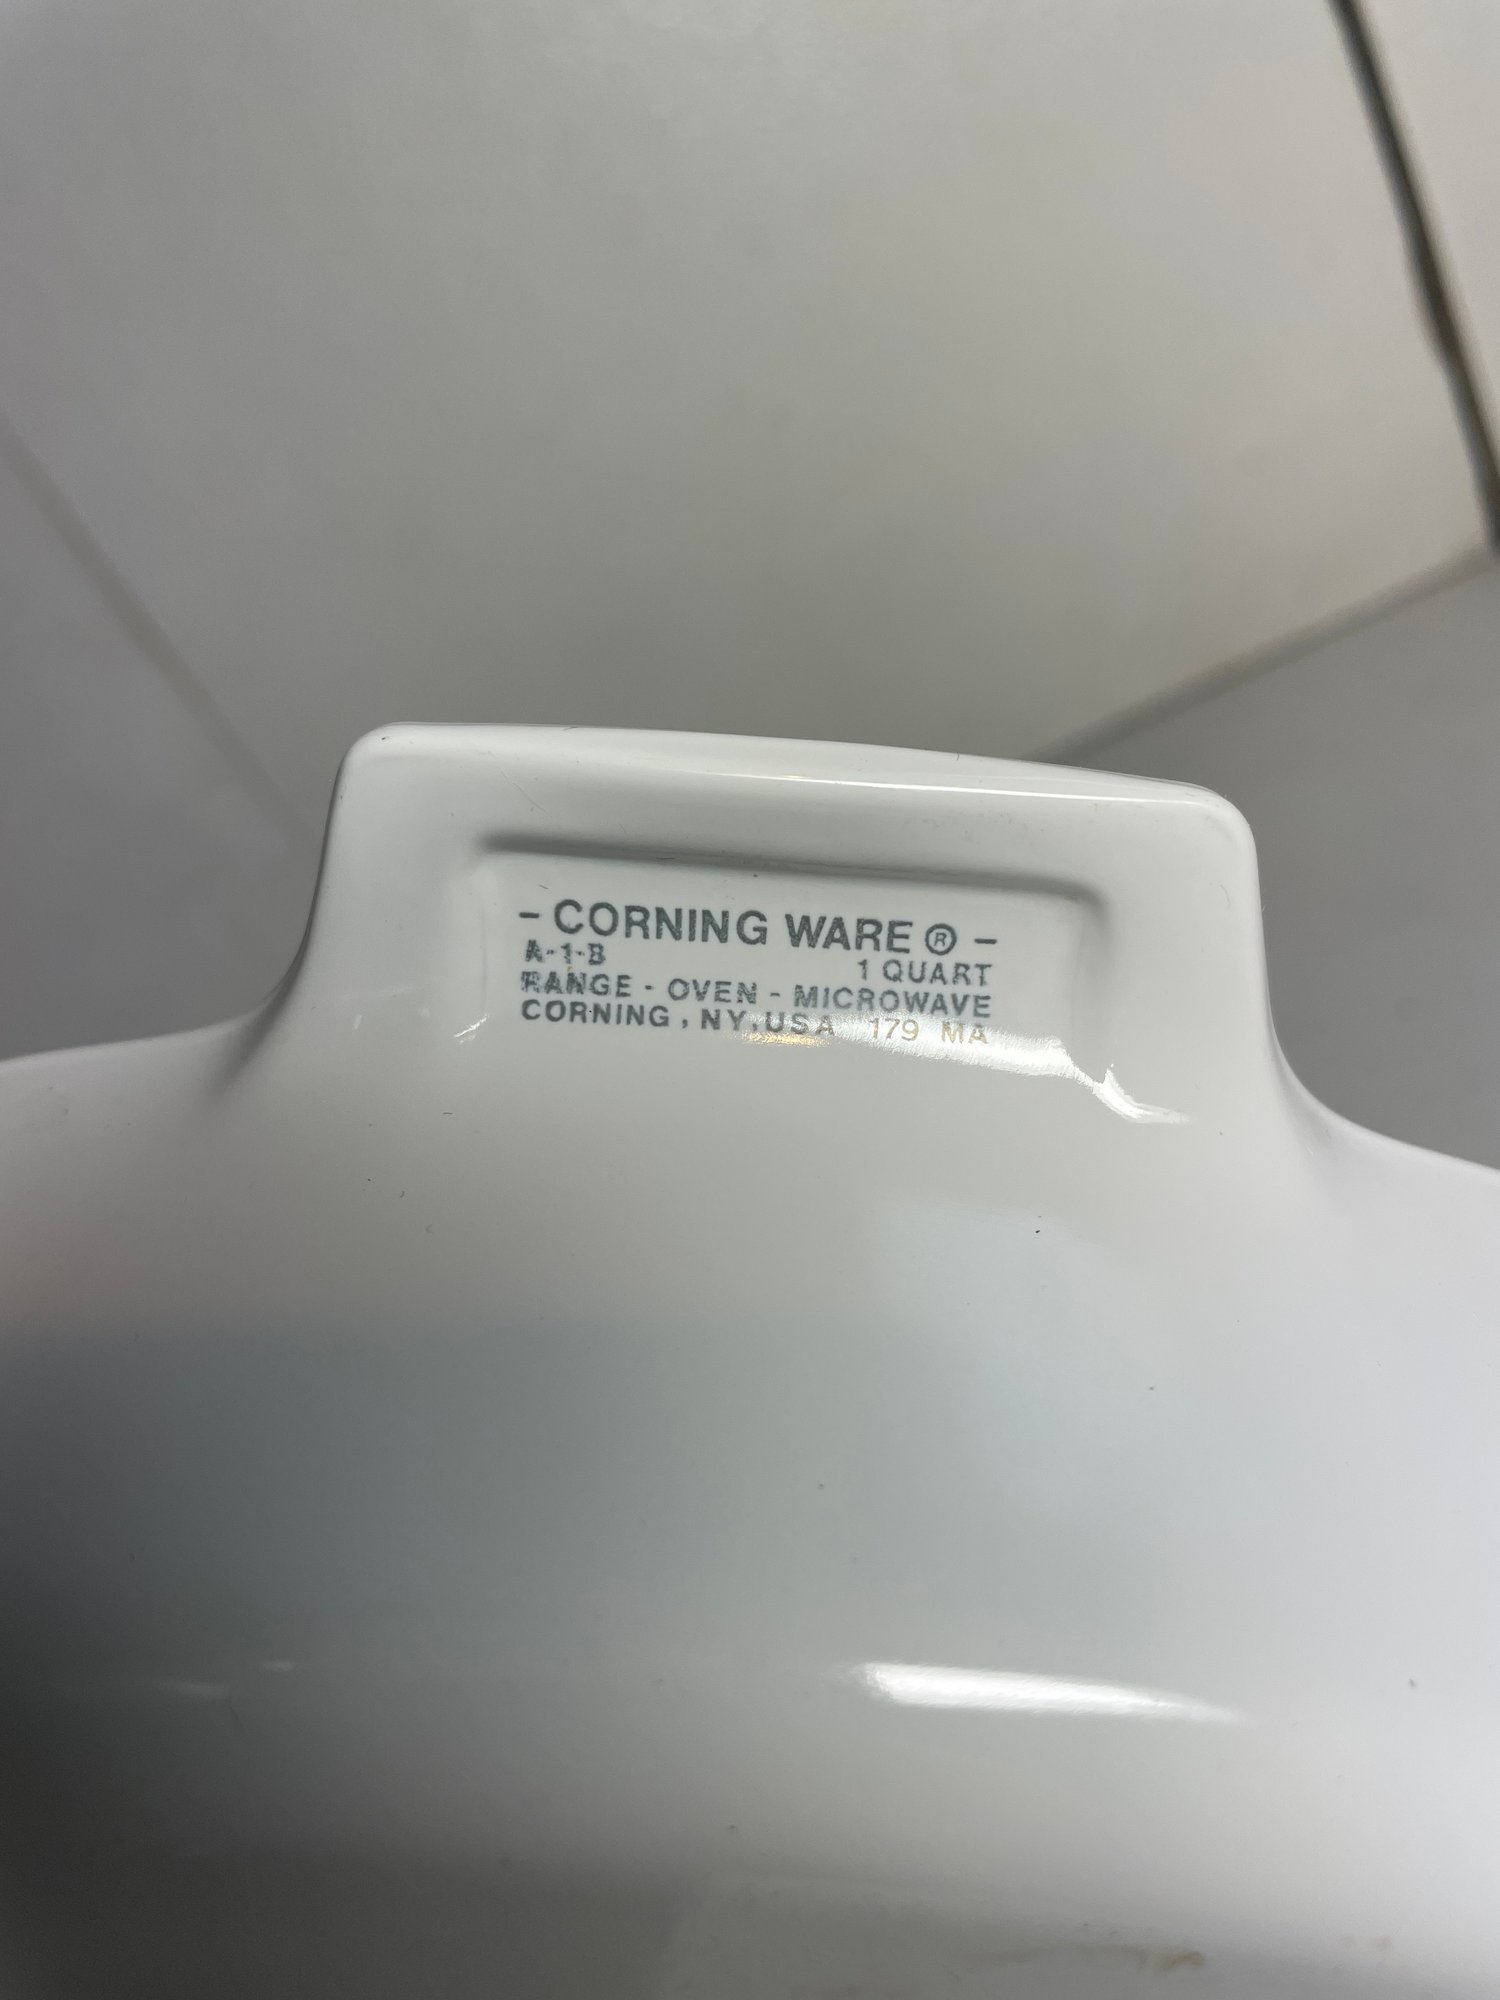 - CORNING WARE ® -
A-1-B 1 QUART
RANGE - OVEN - MICROWAVE
CORNING, NY, USA 179 MA